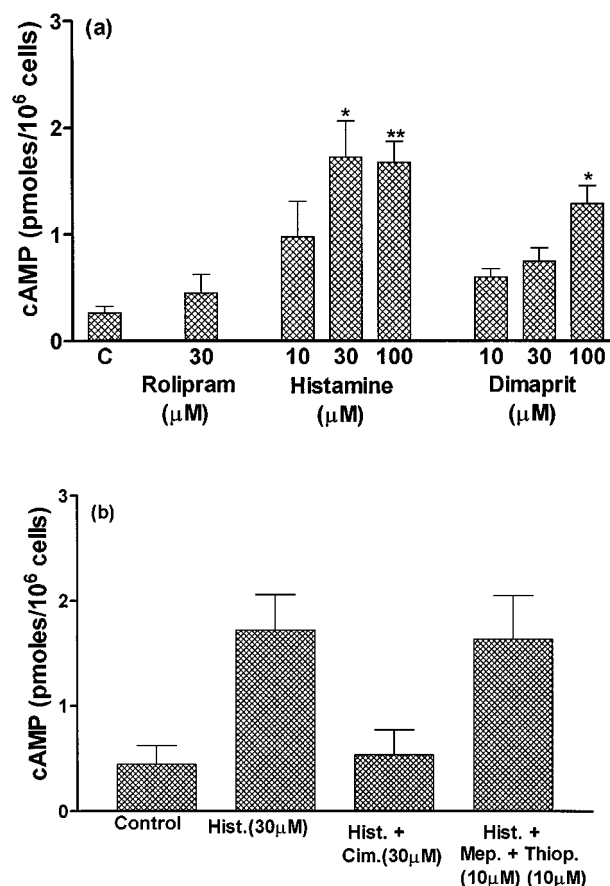 (a)
cAMP (pmoles/10⁶ cells)
3
2
1
0
* ** *
C 30 10 30 100 10 30 100
Rolipram Histamine Dimaprit
(μM) (μM) (μM)
(b)
cAMP (pmoles/10⁶ cells)
3
2
1
0
Control Hist.(30μM) Hist. + Hist. +
Cim.(30μM) Mep. + Thiop.
(10μM) (10μM)